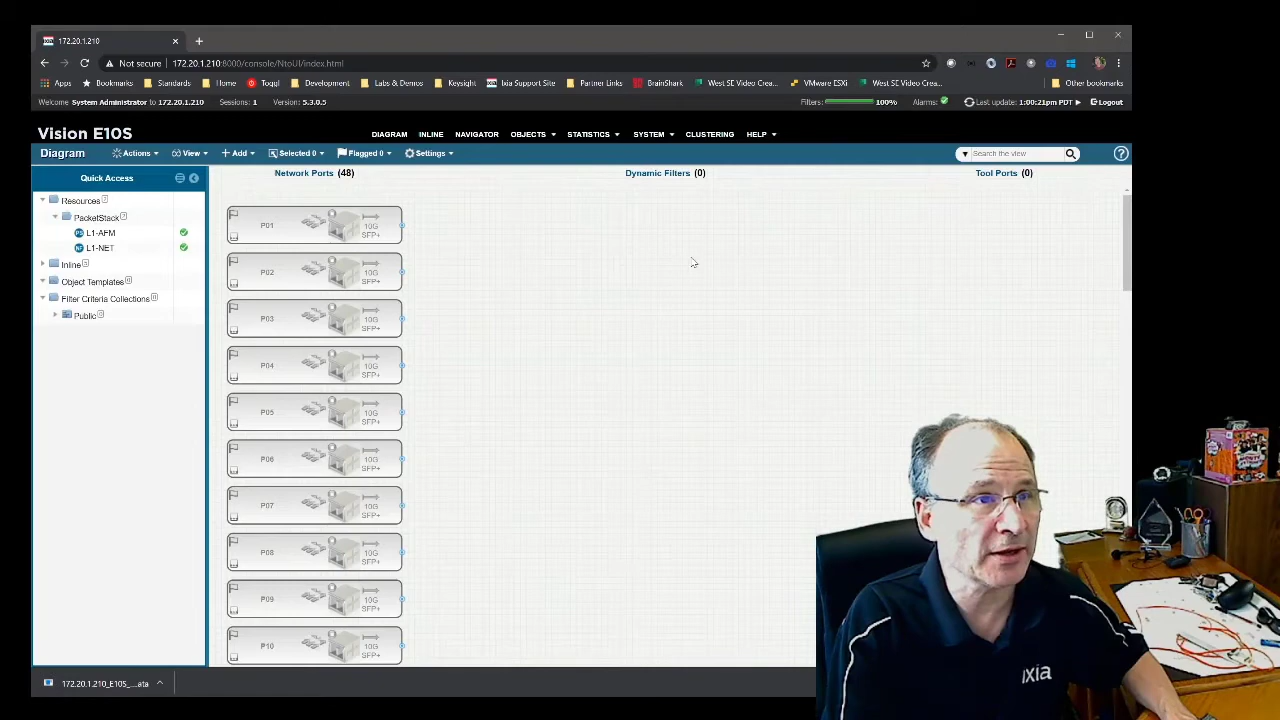 172.20.1.210
Not secure | 172.20.1.210:8000/console/NtoUI/index.html
Apps Bookmarks Standards Home Toggl Development Labs & Demos Keysight Ixia Support Site Partner Links BrainShark West SE Video Crea... VMware ESXi West SE Video Crea... Other bookmarks
Welcome System Administrator to 172.20.1.210 Sessions: 1 Version: 5.3.0.5 Filters: 100% Alarms: Last update: 1:00:21pm PDT Logout
Vision E10S
DIAGRAM INLINE NAVIGATOR OBJECTS STATISTICS SYSTEM CLUSTERING HELP
Diagram Actions View Add Selected 0 Flagged 0 Settings Search the view
Quick Access
Resources
PacketStack
L1-AFM
L1-NET
Inline
Object Templates
Filter Criteria Collections
Public
Network Ports (48) Dynamic Filters (0) Tool Ports (0)
P01 10G SFP+
P02 10G SFP+
P03 10G SFP+
P04 10G SFP+
P05 10G SFP+
P06 10G SFP+
P07 10G SFP+
P08 10G SFP+
P09 10G SFP+
P10 10G SFP+
172.20.1.210_E10S_...ata
ixia